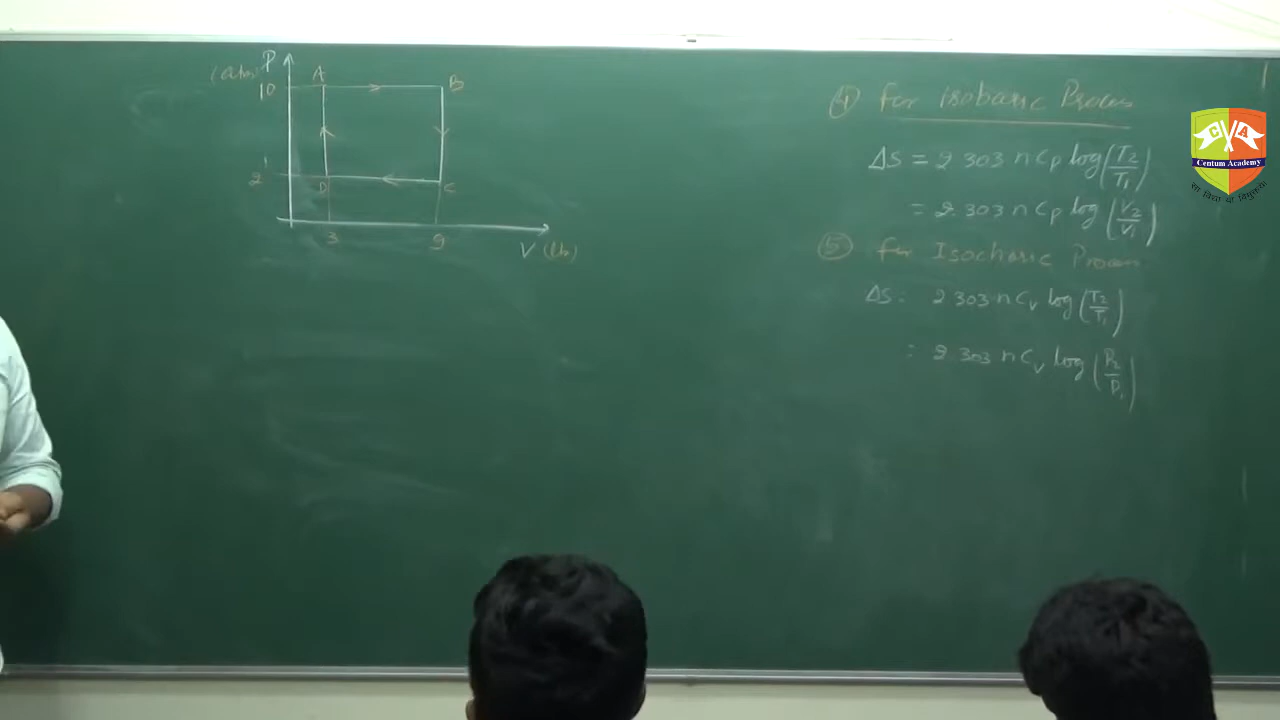 (atm) P
10
A
B
2
D
C
3
9
V (lit)
④ For isobaric Process
ΔS = 2.303 n Cp log (T2/T1)
= 2.303 n Cp log (V2/V1)
⑤ For Isochoric Process
ΔS = 2.303 n Cv log (T2/T1)
= 2.303 n Cv log (P2/P1)
C A
Centum Academy
सा विद्या या विमुक्तये